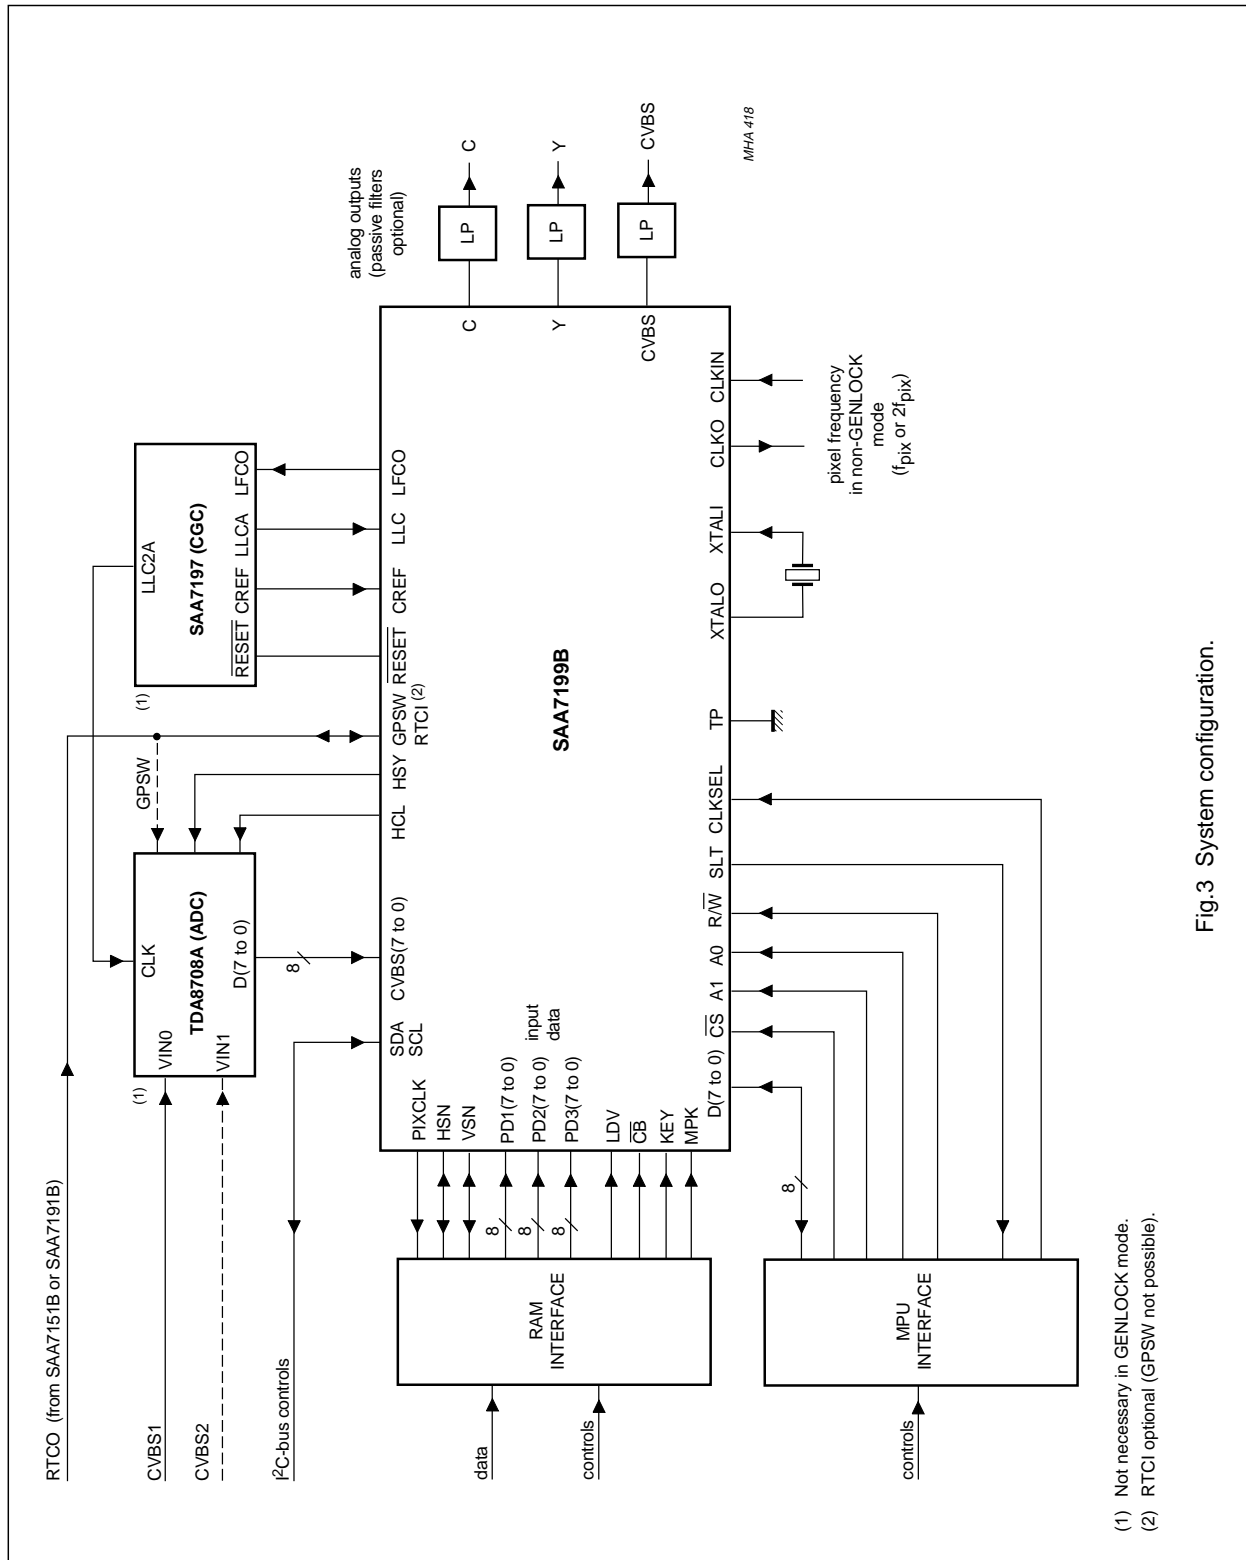 RTCO (from SAA7151B or SAA7191B)
CVBS1
CVBS2
I²C-bus controls
data
controls
controls
GPSW
(1)
VIN0
VIN1
CLK
TDA8708A (ADC)
D(7 to 0)
8
(1)
LLC2A
SAA7197 (CGC)
RESET
CREF
LLCA
LFCO
analog outputs
(passive filters
optional)
SDA
SCL
CVBS(7 to 0)
HCL
HSY
GPSW
RTCI (2)
RESET
CREF
LLC
LFCO
C
LP
C
Y
LP
Y
CVBS
LP
CVBS
RAM
INTERFACE
8
8
8
PIXCLK
HSN
VSN
PD1(7 to 0)
PD2(7 to 0)
PD3(7 to 0)
input
data
LDV
CB
KEY
MPK
SAA7199B
MPU
INTERFACE
8
D(7 to 0)
CS
A1
A0
R/W
SLT
CLKSEL
TP
XTALO
XTALI
CLKO
CLKIN
pixel frequency
in non-GENLOCK
mode
(fpix or 2fpix)
MHA 418
(1) Not necessary in GENLOCK mode.
(2) RTCI optional (GPSW not possible).
Fig.3 System configuration.